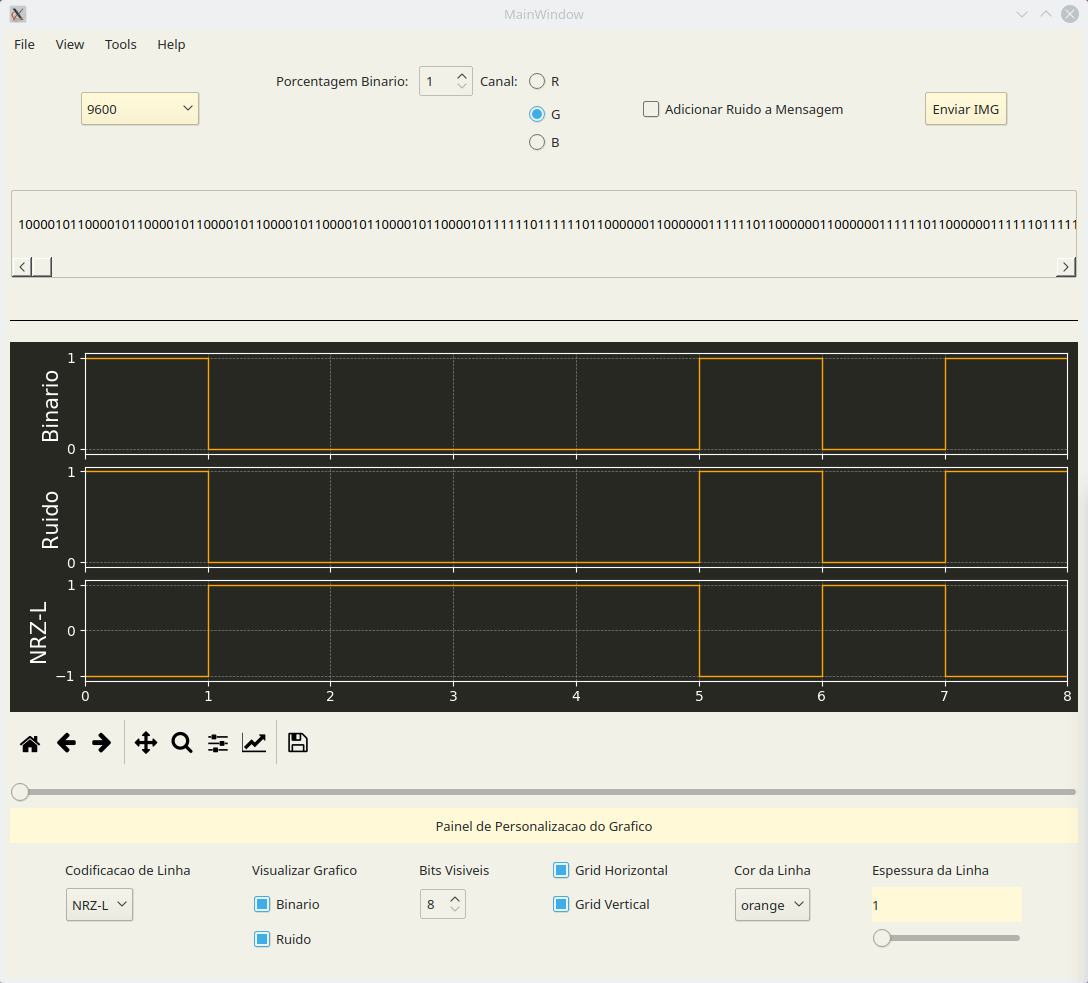 MainWindow
File View Tools Help
Porcentagem Binario: 1 Canal: R
9600 G Adicionar Ruido a Mensagem Enviar IMG
B
10000101100001011000010110000101100001011000010110000101100001011111101111110110000001100000011111101100000011000000111111011000000111111011111
Binario
1
0
Ruido
1
0
NRZ-L
1
0
−1
0 1 2 3 4 5 6 7 8
Painel de Personalizacao do Grafico
Codificacao de Linha Visualizar Grafico Bits Visiveis Grid Horizontal Cor da Linha Espessura da Linha
NRZ-L Binario 8 Grid Vertical orange 1
Ruido